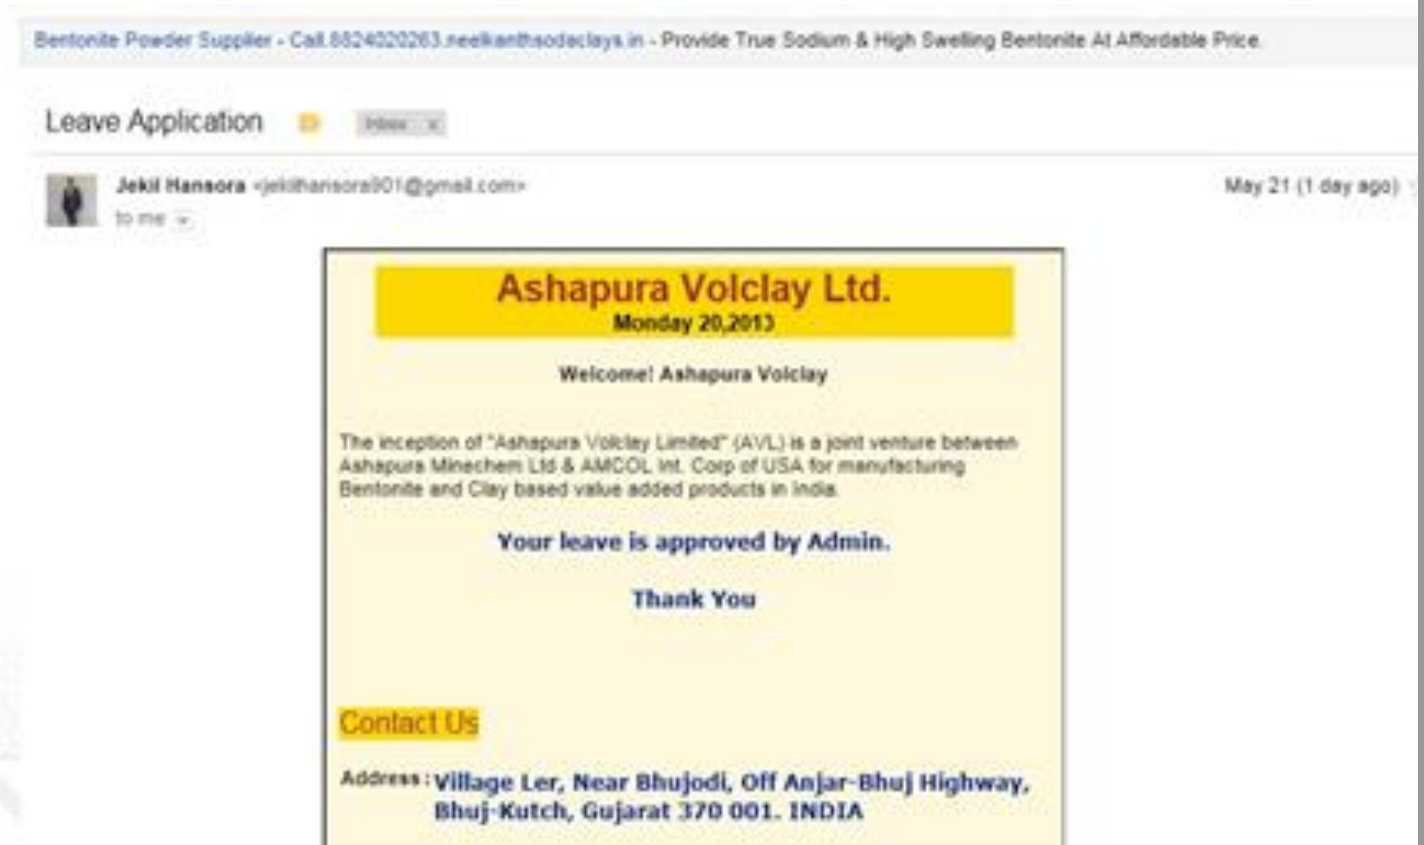 Bentonite Powder Supplier - Call.8824020263.neelkanthsodaclays.in - Provide True Sodium & High Swelling Bentonite At Affordable Price.
Leave Application
Inbox x
Jekil Hansora <jekilhansora901@gmail.com>
May 21 (1 day ago)
to me
Ashapura Volclay Ltd.
Monday 20,2013
Welcome! Ashapura Volclay
The inception of "Ashapura Volclay Limited" (AVL) is a joint venture between
Ashapura Minechem Ltd & AMCOL Int. Corp of USA for manufacturing
Bentonite and Clay based value added products in India.
Your leave is approved by Admin.
Thank You
Contact Us
Address : Village Ler, Near Bhujodi, Off Anjar-Bhuj Highway,
Bhuj-Kutch, Gujarat 370 001. INDIA